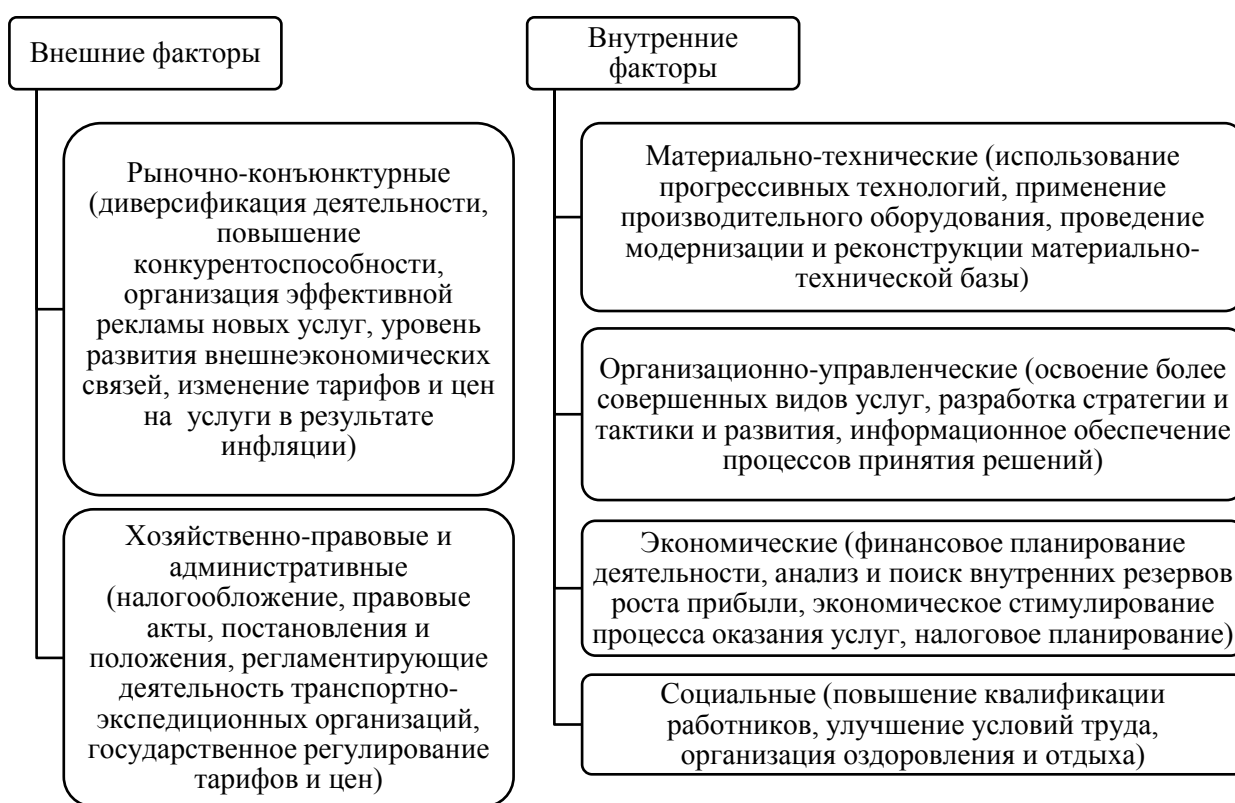 Внешние факторы
Рыночно-конъюнктурные
(диверсификация деятельности,
повышение
конкурентоспособности,
организация эффективной
рекламы новых услуг, уровень
развития внешнеэкономических
связей, изменение тарифов и цен
на услуги в результате
инфляции)
Хозяйственно-правовые и
административные
(налогообложение, правовые
акты, постановления и
положения, регламентирующие
деятельность транспортно-
экспедиционных организаций,
государственное регулирование
тарифов и цен)
Внутренние
факторы
Материально-технические (использование
прогрессивных технологий, применение
производительного оборудования, проведение
модернизации и реконструкции материально-
технической базы)
Организационно-управленческие (освоение более
совершенных видов услуг, разработка стратегии и
тактики и развития, информационное обеспечение
процессов принятия решений)
Экономические (финансовое планирование
деятельности, анализ и поиск внутренних резервов
роста прибыли, экономическое стимулирование
процесса оказания услуг, налоговое планирование)
Социальные (повышение квалификации
работников, улучшение условий труда,
организация оздоровления и отдыха)